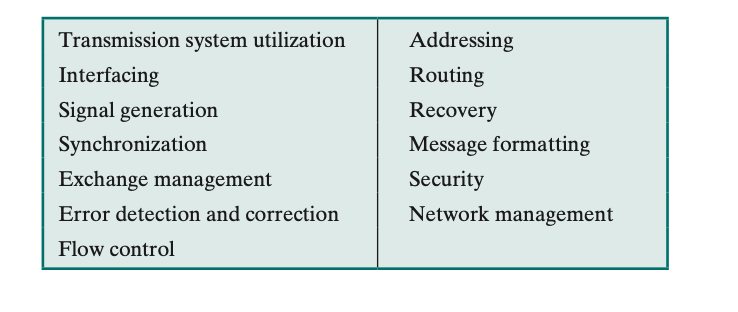 Transmission system utilization
Interfacing
Signal generation
Synchronization
Exchange management
Error detection and correction
Flow control
Addressing
Routing
Recovery
Message formatting
Security
Network management